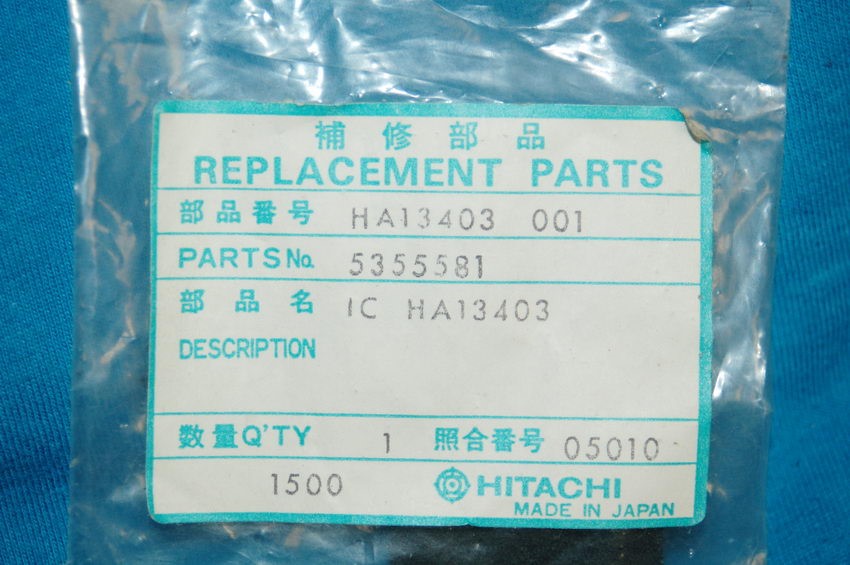 補修部品
REPLACEMENT PARTS
部品番号 HA13403 001
PARTS No. 5355581
部品名 IC HA13403
DESCRIPTION
数量Q'TY 1 照合番号 05010
1500 HITACHI
MADE IN JAPAN